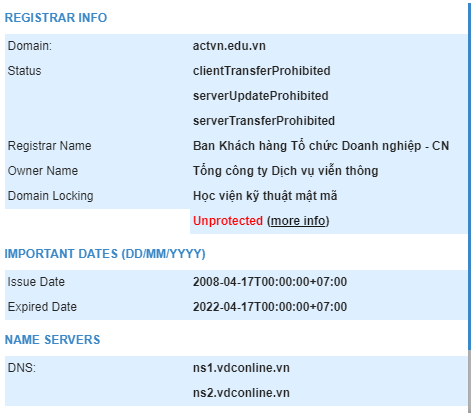 REGISTRAR INFO
Domain: actvn.edu.vn
Status clientTransferProhibited
serverUpdateProhibited
serverTransferProhibited
Registrar Name Ban Khách hàng Tổ chức Doanh nghiệp - CN
Owner Name Tổng công ty Dịch vụ viễn thông
Domain Locking Học viện kỹ thuật mật mã
Unprotected (more info)
IMPORTANT DATES (DD/MM/YYYY)
Issue Date 2008-04-17T00:00:00+07:00
Expired Date 2022-04-17T00:00:00+07:00
NAME SERVERS
DNS: ns1.vdconline.vn
ns2.vdconline.vn